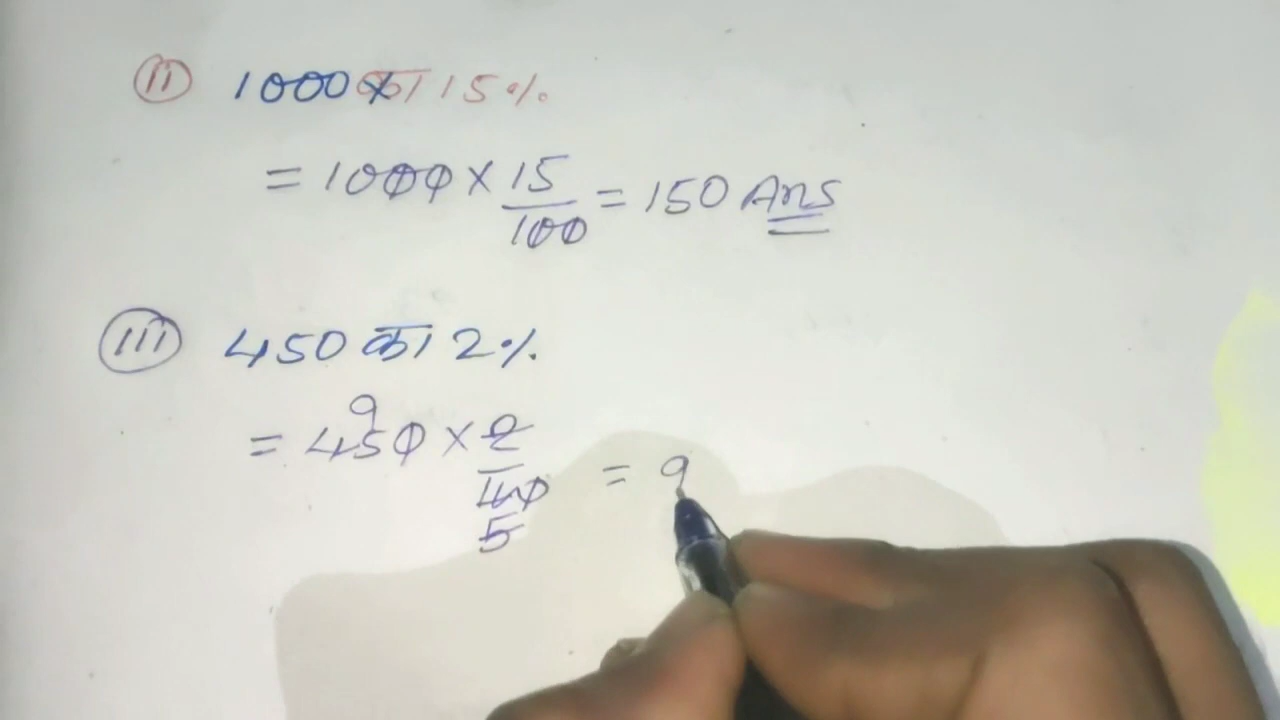 (ii) 1000 का 15%
= 1000 × 15/100 = 150 Ans
(iii) 450 का 2%
9
= 450 × 2/100 = 9
5